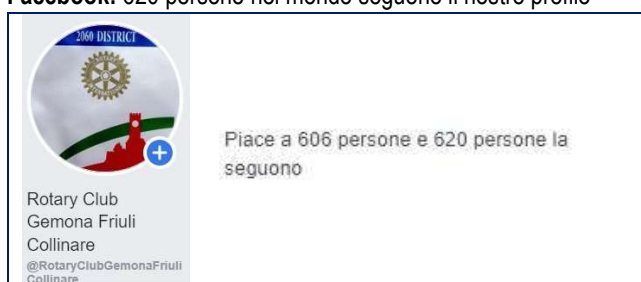 Facebook: 620 persone nel mondo seguono il nostro profilo
2060 DISTRICT
Piace a 606 persone e 620 persone la
seguono
Rotary Club
Gemona Friuli
Collinare
@RotaryClubGemonaFriuli
Collinare